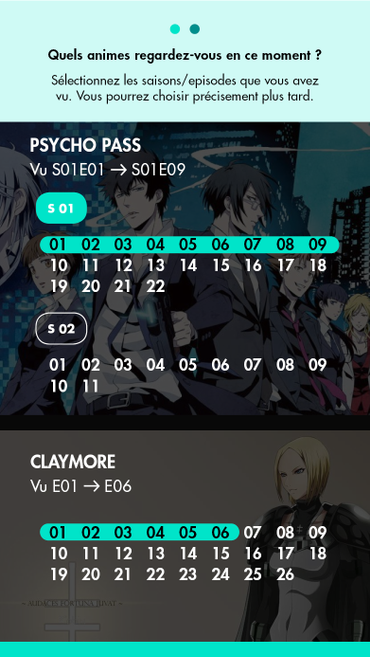 Quels animes regardez-vous en ce moment ?
Sélectionnez les saisons/episodes que vous avez
vu. Vous pourrez choisir précisement plus tard.
PSYCHO PASS
Vu S01E01 → S01E09
S 01
01 02 03 04 05 06 07 08 09
10 11 12 13 14 15 16 17 18
19 20 21 22
S 02
01 02 03 04 05 06 07 08 09
10 11
CLAYMORE
Vu E01 → E06
01 02 03 04 05 06 07 08 09
10 11 12 13 14 15 16 17 18
19 20 21 22 23 24 25 26